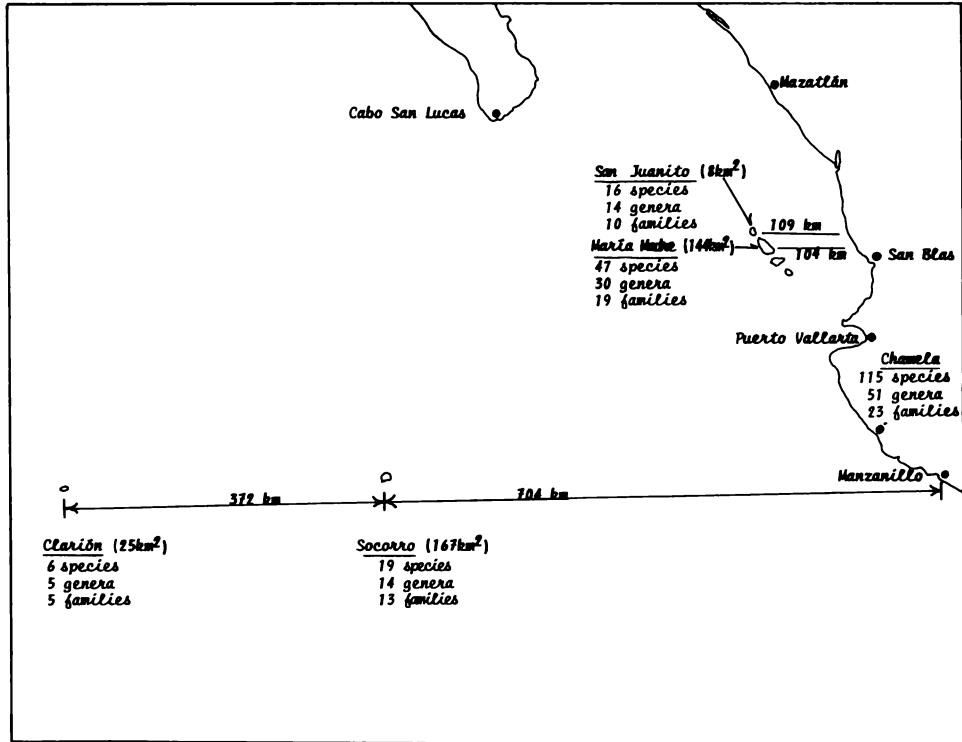 Mazatlán
Cabo San Lucas
San Juanito (8km²)
16 species
14 genera
10 families
109 km
María Madre (144km²)
104 km
47 species
30 genera
19 families
San Blas
Puerto Vallarta
Chamela
115 species
51 genera
23 families
Manzanillo
372 km
704 km
Clarión (25km²)
6 species
5 genera
5 families
Socorro (167km²)
19 species
14 genera
13 families